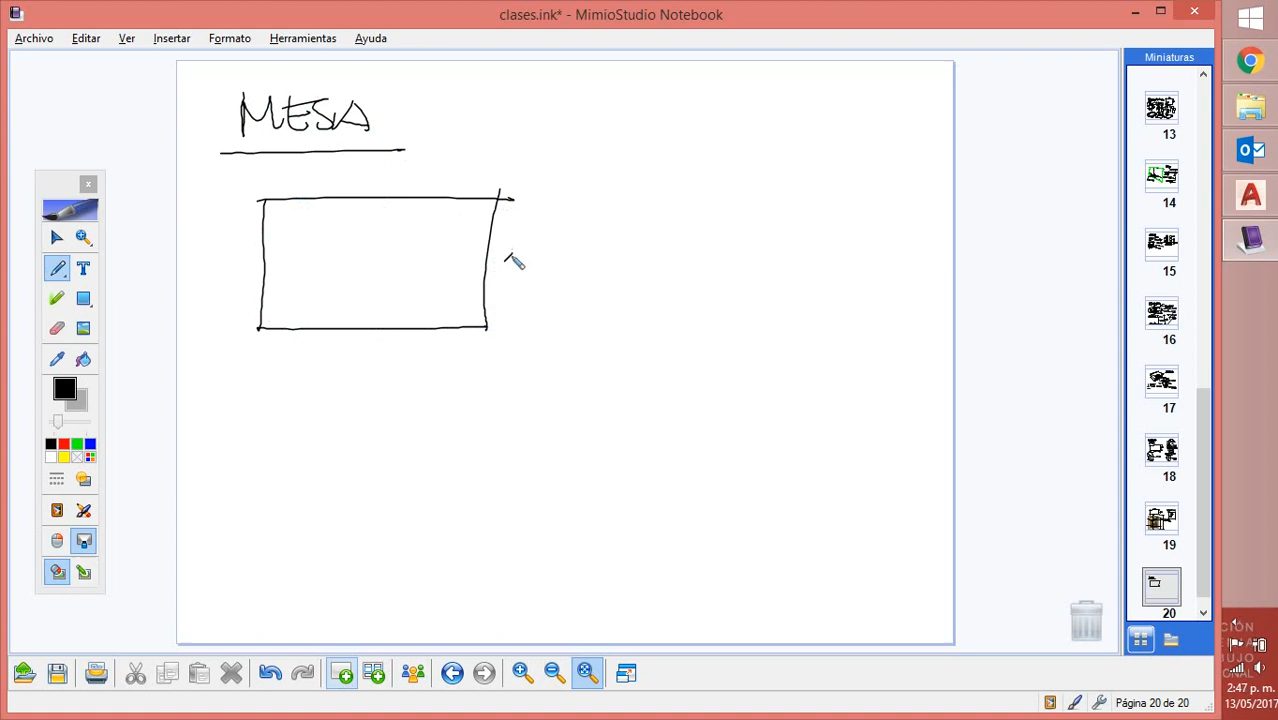 clases.ink* - MimioStudio Notebook
Archivo Editar Ver Insertar Formato Herramientas Ayuda
Miniaturas
MESA
13
14
15
16
17
18
19
20
Página 20 de 20
2:47 p. m.
13/05/2017